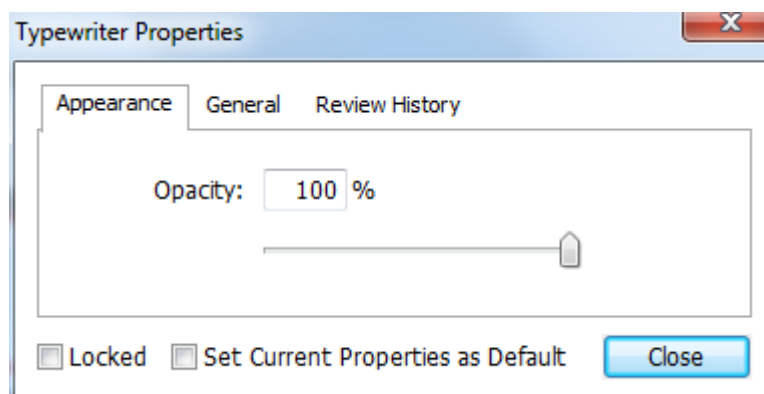 Typewriter Properties
Appearance General Review History
Opacity: 100 %
Locked Set Current Properties as Default Close